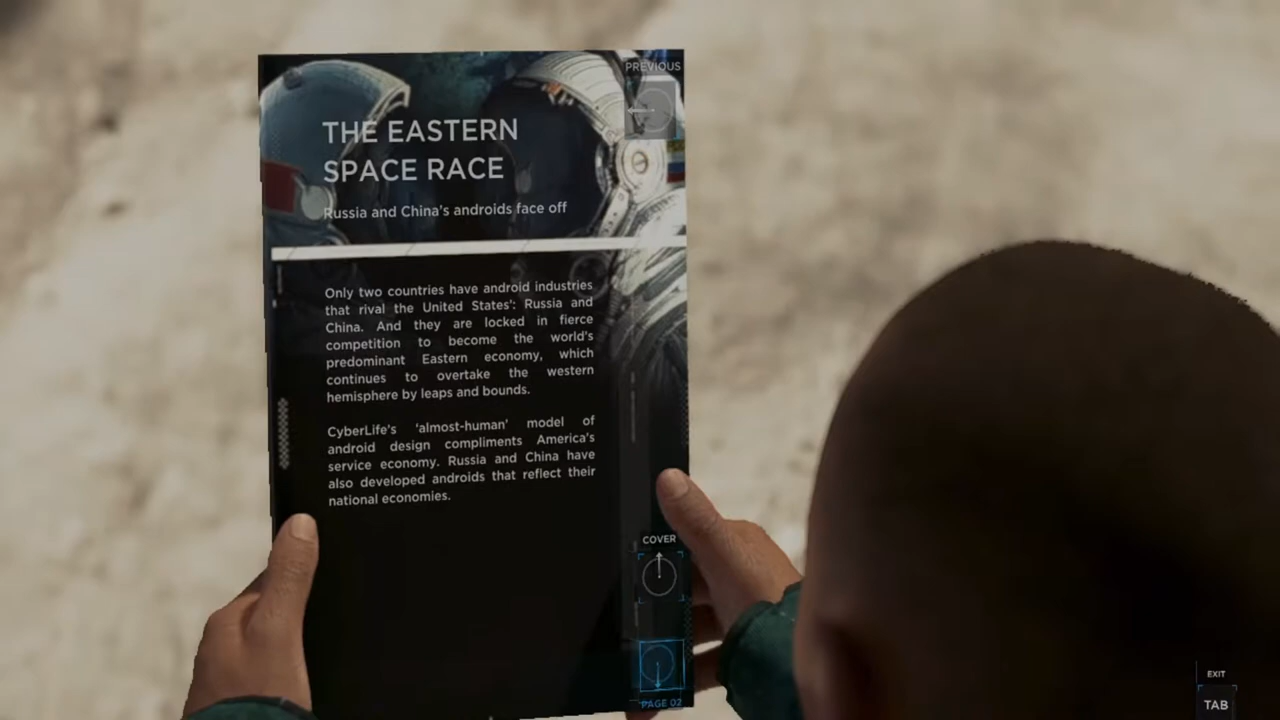 PREVIOUS
THE EASTERN
SPACE RACE
Russia and China's androids face off
Only two countries have android industries
that rival the United States': Russia and
China. And they are locked in fierce
competition to become the world's
predominant Eastern economy, which
continues to overtake the western
hemisphere by leaps and bounds.
CyberLife's 'almost-human' model of
android design compliments America's
service economy. Russia and China have
also developed androids that reflect their
national economies.
COVER
PAGE 02
EXIT
TAB